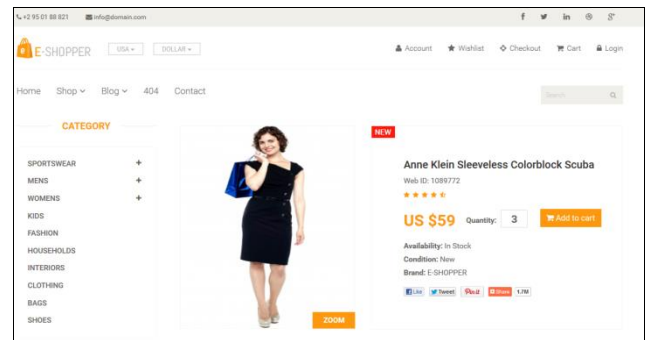 +2 95 01 88 821 info@domain.com
E-SHOPPER USA DOLLAR Account Wishlist Checkout Cart Login
Home Shop Blog 404 Contact Search
CATEGORY
SPORTSWEAR +
MENS +
WOMENS +
KIDS
FASHION
HOUSEHOLDS
INTERIORS
CLOTHING
BAGS
SHOES
ZOOM
NEW
Anne Klein Sleeveless Colorblock Scuba
Web ID: 1089772
US $59 Quantity: 3 Add to cart
Availability: In Stock
Condition: New
Brand: E-SHOPPER
Like Tweet Pin it Share 1.7M